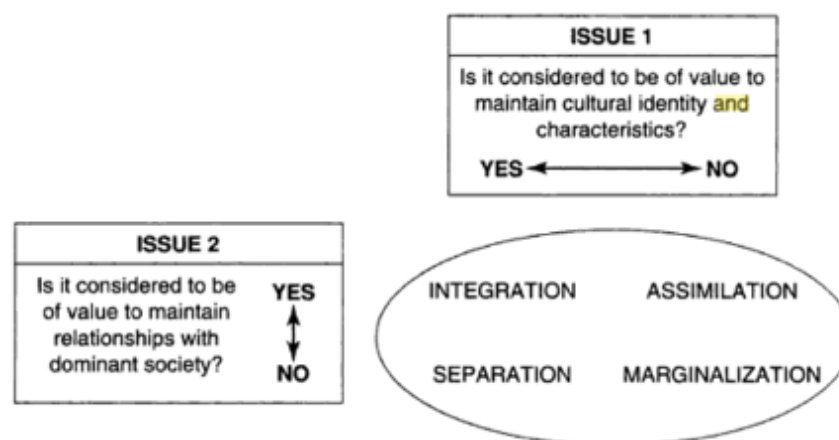 ISSUE 1
Is it considered to be of value to
maintain cultural identity and
characteristics?
YES NO
ISSUE 2
Is it considered to be
of value to maintain
relationships with
dominant society?
YES
NO
INTEGRATION ASSIMILATION
SEPARATION MARGINALIZATION